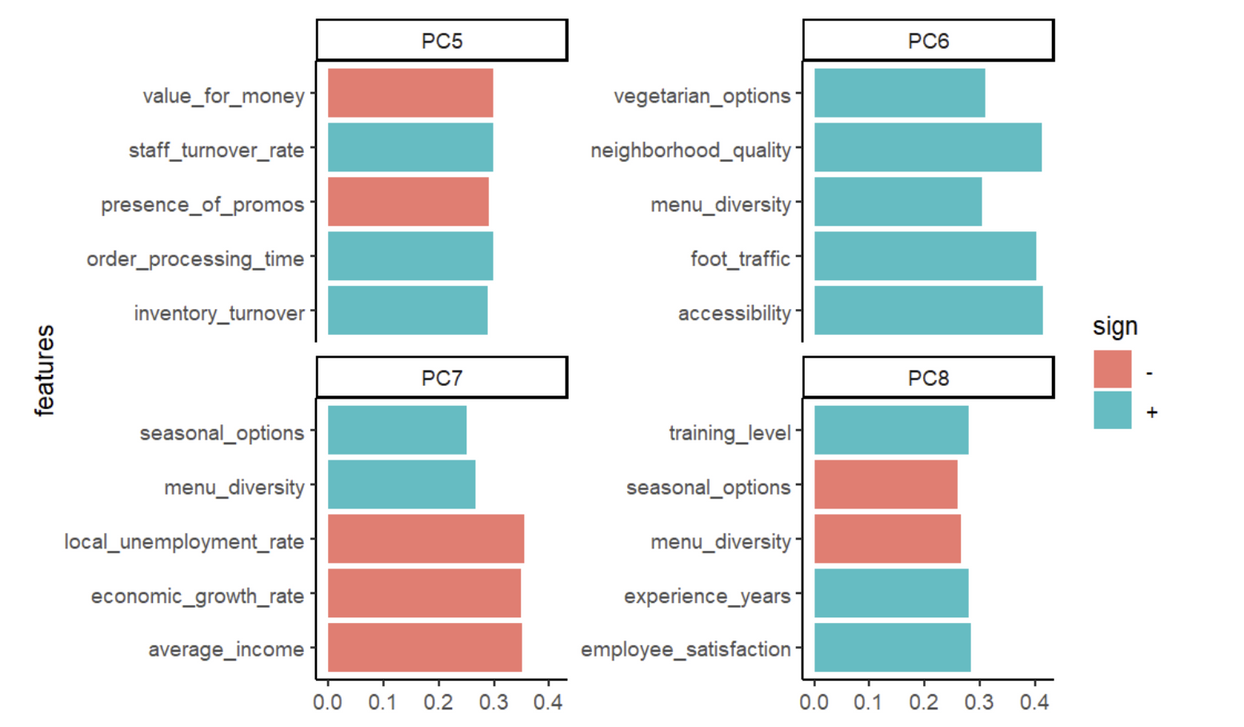 PC5
value_for_money
staff_turnover_rate
presence_of_promos
order_processing_time
inventory_turnover
PC6
vegetarian_options
neighborhood_quality
menu_diversity
foot_traffic
accessibility
features
PC7
seasonal_options
menu_diversity
local_unemployment_rate
economic_growth_rate
average_income
0.0 0.1 0.2 0.3 0.4
PC8
training_level
seasonal_options
menu_diversity
experience_years
employee_satisfaction
0.0 0.1 0.2 0.3 0.4
sign
-
+